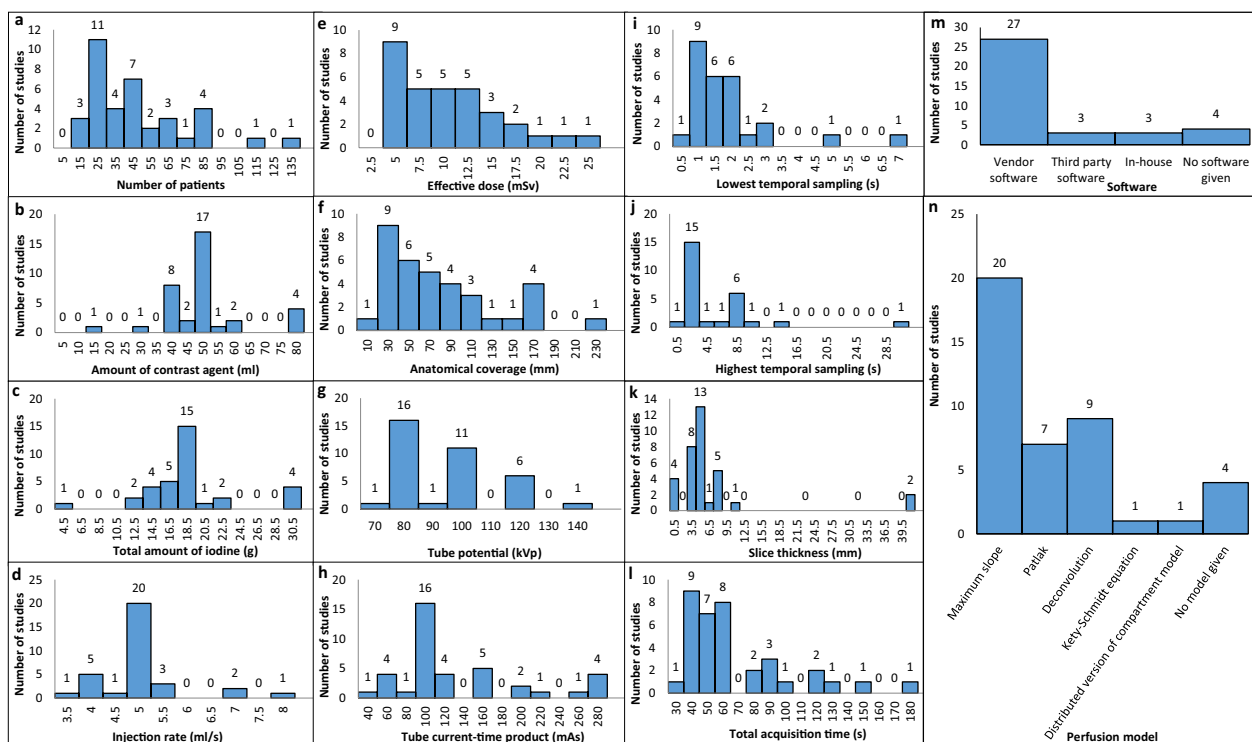 a
Number of studies
12
10
8
6
4
2
0
0 3 11 4 7 2 3 1 4 0 0 1 0 1
5 15 25 35 45 55 65 75 85 95 105 115 125 135
Number of patients
b
Number of studies
20
15
10
5
0
0 0 1 0 0 1 0 8 2 17 1 2 0 0 0 4
5 10 15 20 25 30 35 40 45 50 55 60 65 70 75 80
Amount of contrast agent (ml)
c
Number of studies
20
15
10
5
0
1 0 0 0 2 4 5 15 1 2 0 0 0 4
4.5 6.5 8.5 10.5 12.5 14.5 16.5 18.5 20.5 22.5 24.5 26.5 28.5 30.5
Total amount of iodine (g)
d
Number of studies
25
20
15
10
5
0
1 5 1 20 3 0 0 2 0 1
3.5 4 4.5 5 5.5 6 6.5 7 7.5 8
Injection rate (ml/s)
e
Number of studies
10
8
6
4
2
0
0 9 5 5 5 3 2 1 1 1
2.5 5 7.5 10 12.5 15 17.5 20 22.5 25
Effective dose (mSv)
f
Number of studies
10
8
6
4
2
0
1 9 6 5 4 3 1 1 4 0 0 1
10 30 50 70 90 110 130 150 170 190 210 230
Anatomical coverage (mm)
g
Number of studies
20
15
10
5
0
1 16 1 11 0 6 0 1
70 80 90 100 110 120 130 140
Tube potential (kVp)
h
Number of studies
20
15
10
5
0
1 4 1 16 4 0 5 0 2 1 0 1 4
40 60 80 100 120 140 160 180 200 220 240 260 280
Tube current-time product (mAs)
i
Number of studies
10
8
6
4
2
0
1 9 6 6 1 2 0 0 0 1 0 0 0 1
0.5 1 1.5 2 2.5 3 3.5 4 4.5 5 5.5 6 6.5 7
Lowest temporal sampling (s)
j
Number of studies
20
15
10
5
0
1 15 1 1 6 1 0 1 0 0 0 0 0 0 0 1
0.5 4.5 8.5 12.5 16.5 20.5 24.5 28.5
Highest temporal sampling (s)
k
Number of studies
14
12
10
8
6
4
2
0
4 0 8 13 1 5 0 1 0 0 0 2
0.5 3.5 6.5 9.5 12.5 15.5 18.5 21.5 24.5 27.5 30.5 33.5 36.5 39.5
Slice thickness (mm)
l
Number of studies
10
8
6
4
2
0
1 9 7 8 0 2 3 1 0 2 1 0 1 0 0 1
30 40 50 60 70 80 90 100 110 120 130 140 150 160 170 180
Total acquisition time (s)
m
Number of studies
30
25
20
15
10
5
0
27 3 3 4
Vendor Third party In-house No software
software software given
Software
n
Number of studies
25
20
15
10
5
0
20 7 9 1 1 4
Maximum slope
Patlak
Deconvolution
Kety-Schmidt equation
Distributed version of compartment model
No model given
Perfusion model